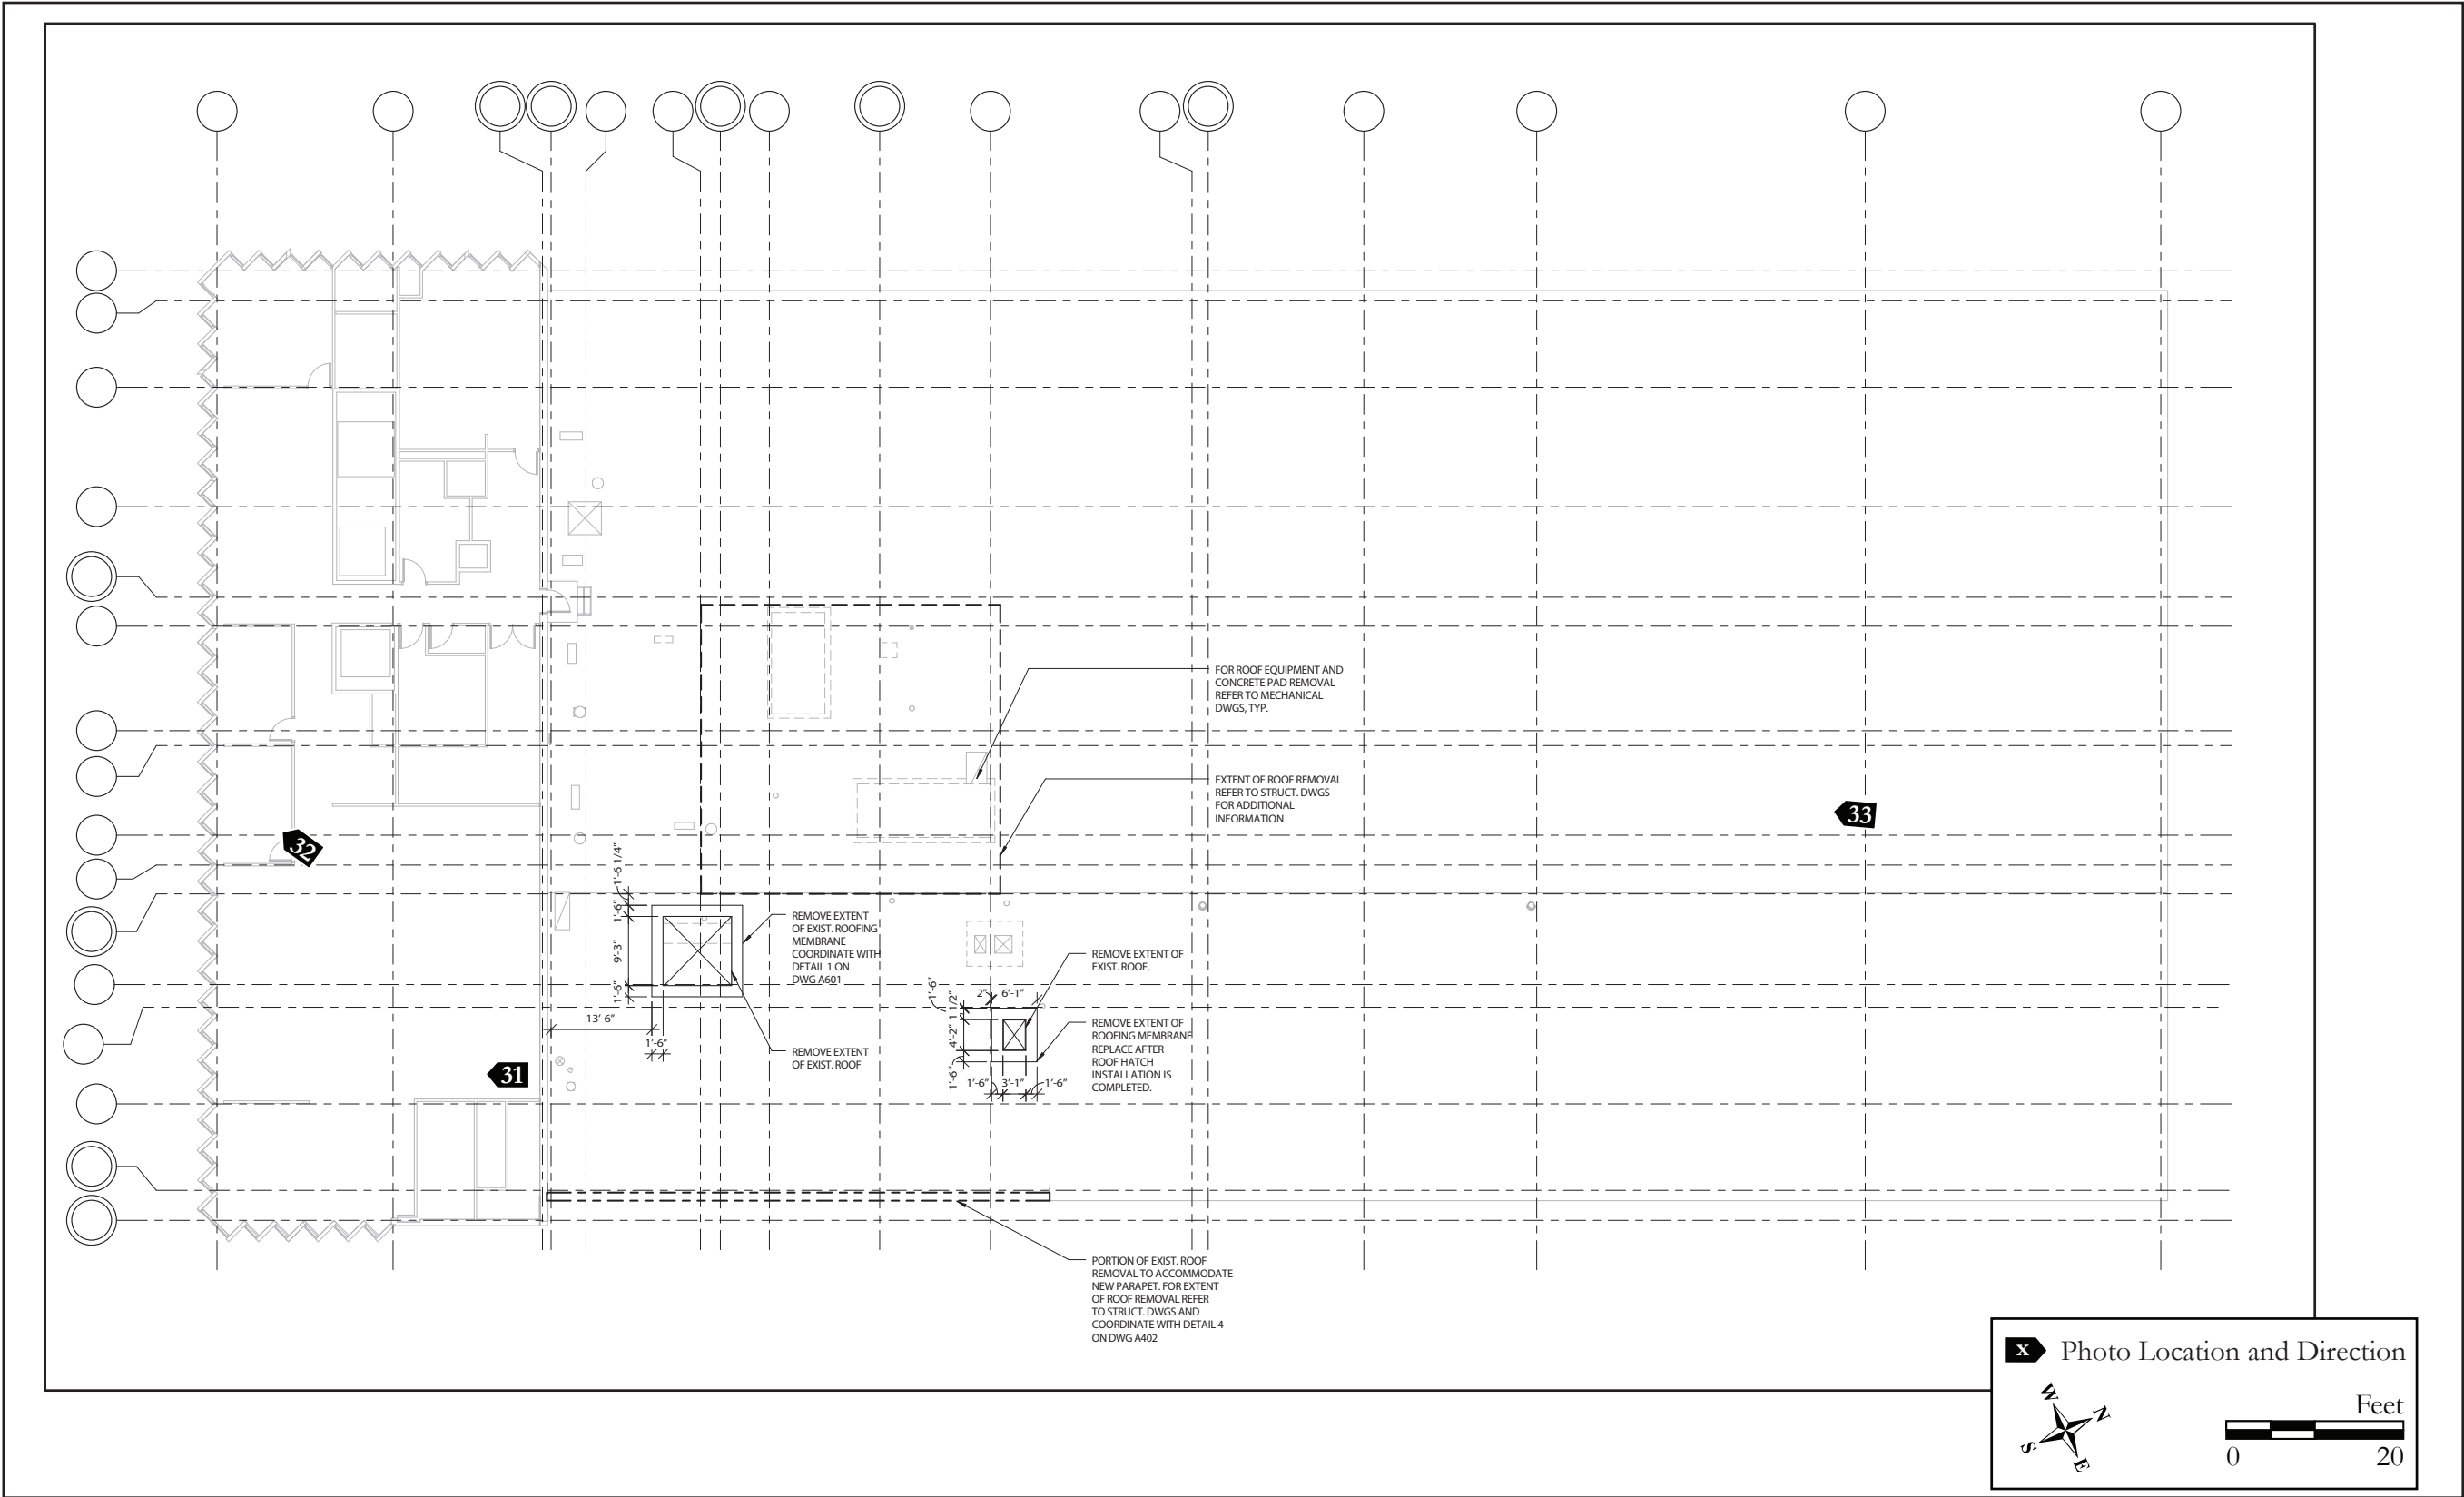 FOR ROOF EQUIPMENT AND
CONCRETE PAD REMOVAL
REFER TO MECHANICAL
DWGS, TYP.
EXTENT OF ROOF REMOVAL
REFER TO STRUCT. DWGS
FOR ADDITIONAL
INFORMATION
33
32
1'-6 1/4"
1'-6"
9'-3"
1'-6"
REMOVE EXTENT
OF EXIST. ROOFING
MEMBRANE
COORDINATE WITH
DETAIL 1 ON
DWG A601
13'-6"
1'-6"
REMOVE EXTENT
OF EXIST. ROOF
REMOVE EXTENT OF
EXIST. ROOF.
1'-6"
1 1/2"
4'-2"
1'-6"
2"
6'-1"
1'-6"
3'-1"
1'-6"
REMOVE EXTENT OF
ROOFING MEMBRANE
REPLACE AFTER
ROOF HATCH
INSTALLATION IS
COMPLETED.
31
PORTION OF EXIST. ROOF
REMOVAL TO ACCOMMODATE
NEW PARAPET. FOR EXTENT
OF ROOF REMOVAL REFER
TO STRUCT. DWGS AND
COORDINATE WITH DETAIL 4
ON DWG A402
X Photo Location and Direction
W
N
S
E
Feet
0 20